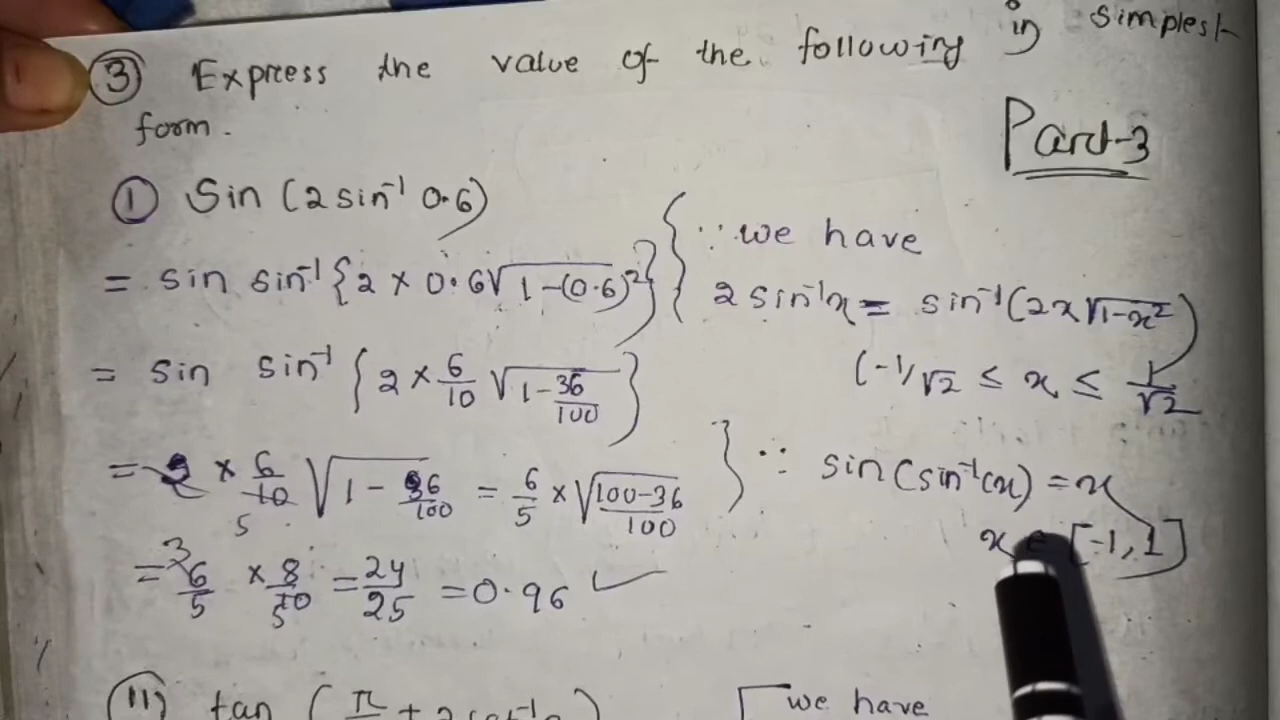 ③ Express the value of the following in simplest
form.
Part-3
① Sin (2 sin⁻¹ 0.6)
= sin sin⁻¹ {2 × 0.6 √(1-(0.6)²)}
∵ we have
2 sin⁻¹x = sin⁻¹(2x √(1-x²))
(-1/√2 ≤ x ≤ 1/√2
= sin sin⁻¹ {2 × 6/10 √(1-36/100)}
= 2 × 6/10 √(1-36/100) = 6/5 × √((100-36)/100)
∵ sin(sin⁻¹(x)) = x
x ∈ [-1, 1]
= 6/5 × 8/10 = 24/25 = 0.96 ✓
(ii) tan (π
we have